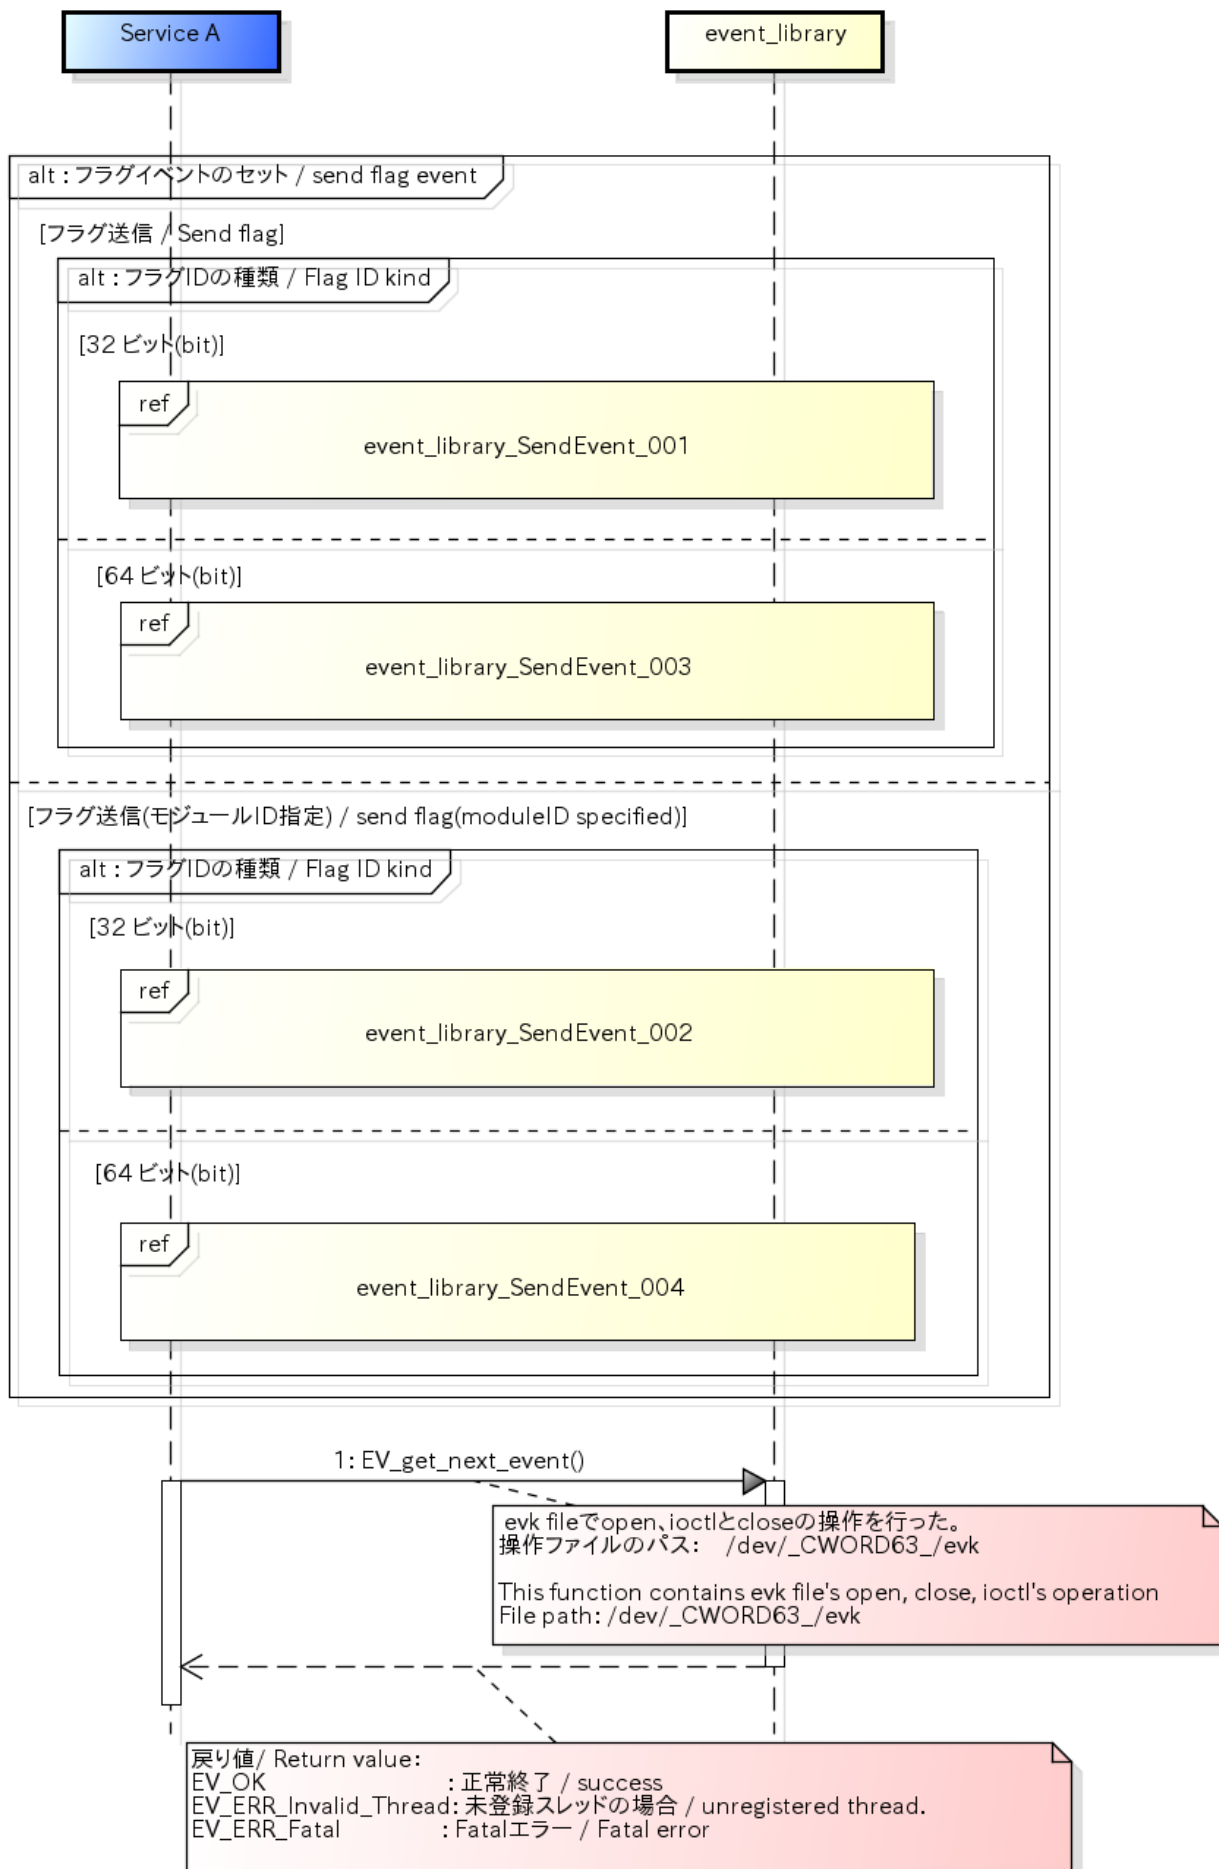 Service A
event_library
alt : フラグイベントのセット / send flag event
[フラグ送信 / Send flag]
alt : フラグIDの種類 / Flag ID kind
[32 ビット(bit)]
ref
event_library_SendEvent_001
[64 ビット(bit)]
ref
event_library_SendEvent_003
[フラグ送信(モジュールID指定) / send flag(moduleID specified)]
alt : フラグIDの種類 / Flag ID kind
[32 ビット(bit)]
ref
event_library_SendEvent_002
[64 ビット(bit)]
ref
event_library_SendEvent_004
1: EV_get_next_event()
evk fileでopen、ioctlとcloseの操作を行った。
操作ファイルのパス: /dev/_CWORD63_/evk
This function contains evk file's open, close, ioctl's operation
File path: /dev/_CWORD63_/evk
戻り値/ Return value:
EV_OK : 正常終了 / success
EV_ERR_Invalid_Thread: 未登録スレッドの場合 / unregistered thread.
EV_ERR_Fatal : Fatalエラー / Fatal error